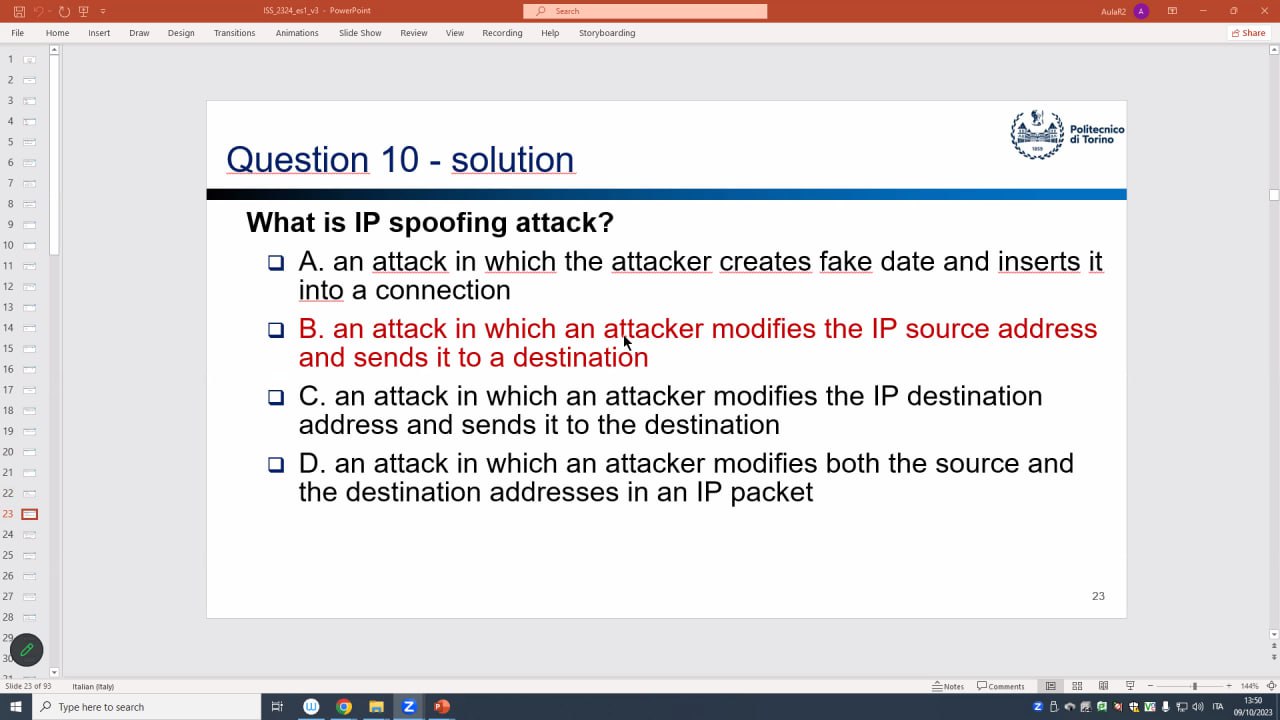 ISS_2324_es1_v3 - PowerPoint
Search
AulaR2
A
File Home Insert Draw Design Transitions Animations Slide Show Review View Recording Help Storyboarding
Share
1
2
3
4
5
6
7
8
9
10
11
12
13
14
15
16
17
18
19
20
21
22
23
24
25
26
27
28
29
30
Politecnico
di Torino
1859
Question 10 - solution
What is IP spoofing attack?
A. an attack in which the attacker creates fake date and inserts it
into a connection
B. an attack in which an attacker modifies the IP source address
and sends it to a destination
C. an attack in which an attacker modifies the IP destination
address and sends it to the destination
D. an attack in which an attacker modifies both the source and
the destination addresses in an IP packet
23
Slide 23 of 93 Italian (Italy)
Notes Comments 144%
Type here to search
ITA
13:50
09/10/2023